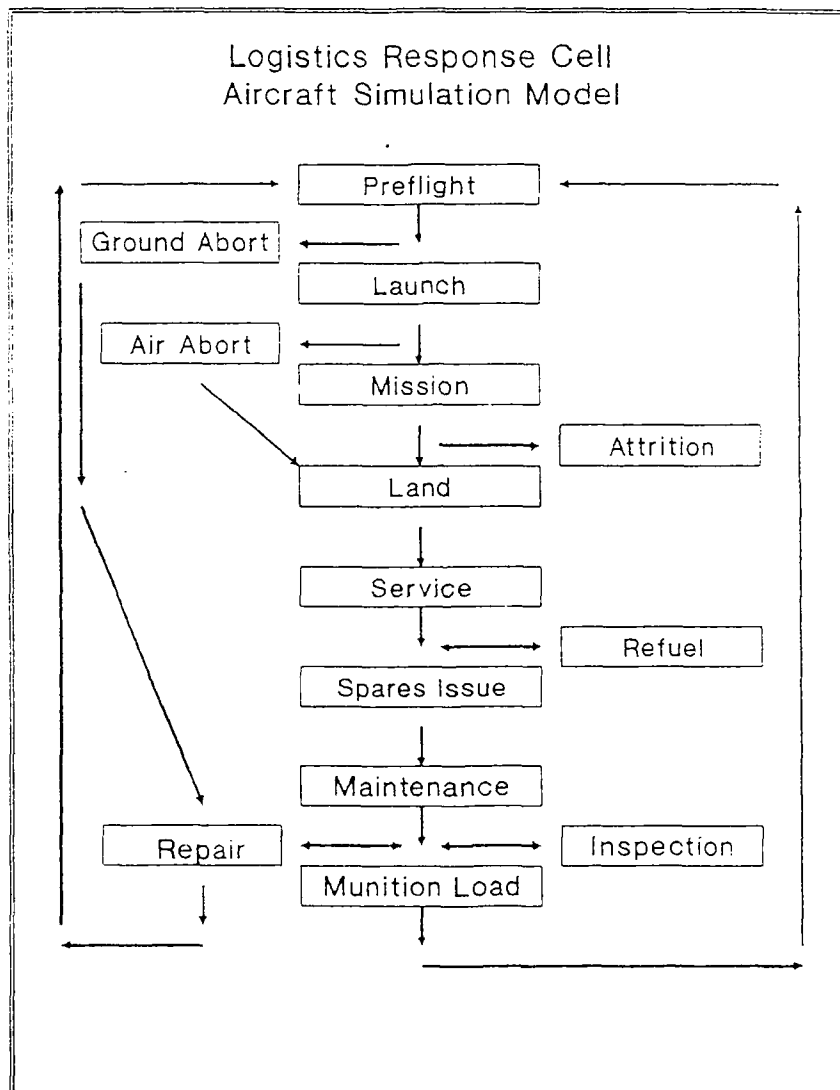 Logistics Response Cell
Aircraft Simulation Model
Preflight
Ground Abort
Launch
Air Abort
Mission
Attrition
Land
Service
Refuel
Spares Issue
Maintenance
Repair
Inspection
Munition Load